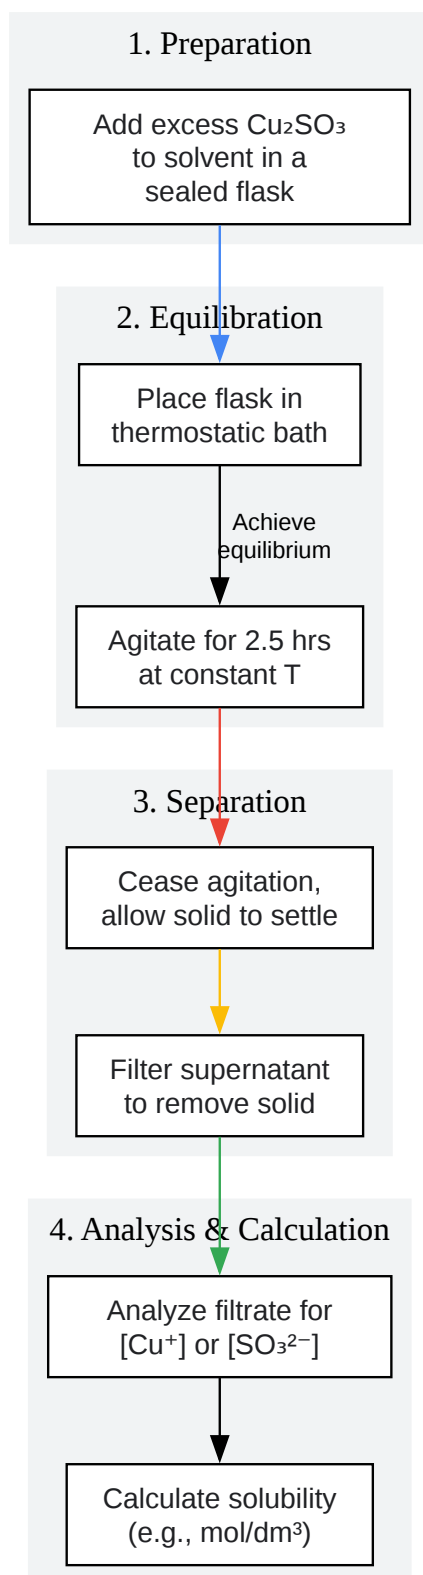 1. Preparation
Add excess Cu₂SO₃
to solvent in a
sealed flask
2. Equilibration
Place flask in
thermostatic bath
Achieve
equilibrium
Agitate for 2.5 hrs
at constant T
3. Separation
Cease agitation,
allow solid to settle
Filter supernatant
to remove solid
4. Analysis & Calculation
Analyze filtrate for
[Cu⁺] or [SO₃²⁻]
Calculate solubility
(e.g., mol/dm³)